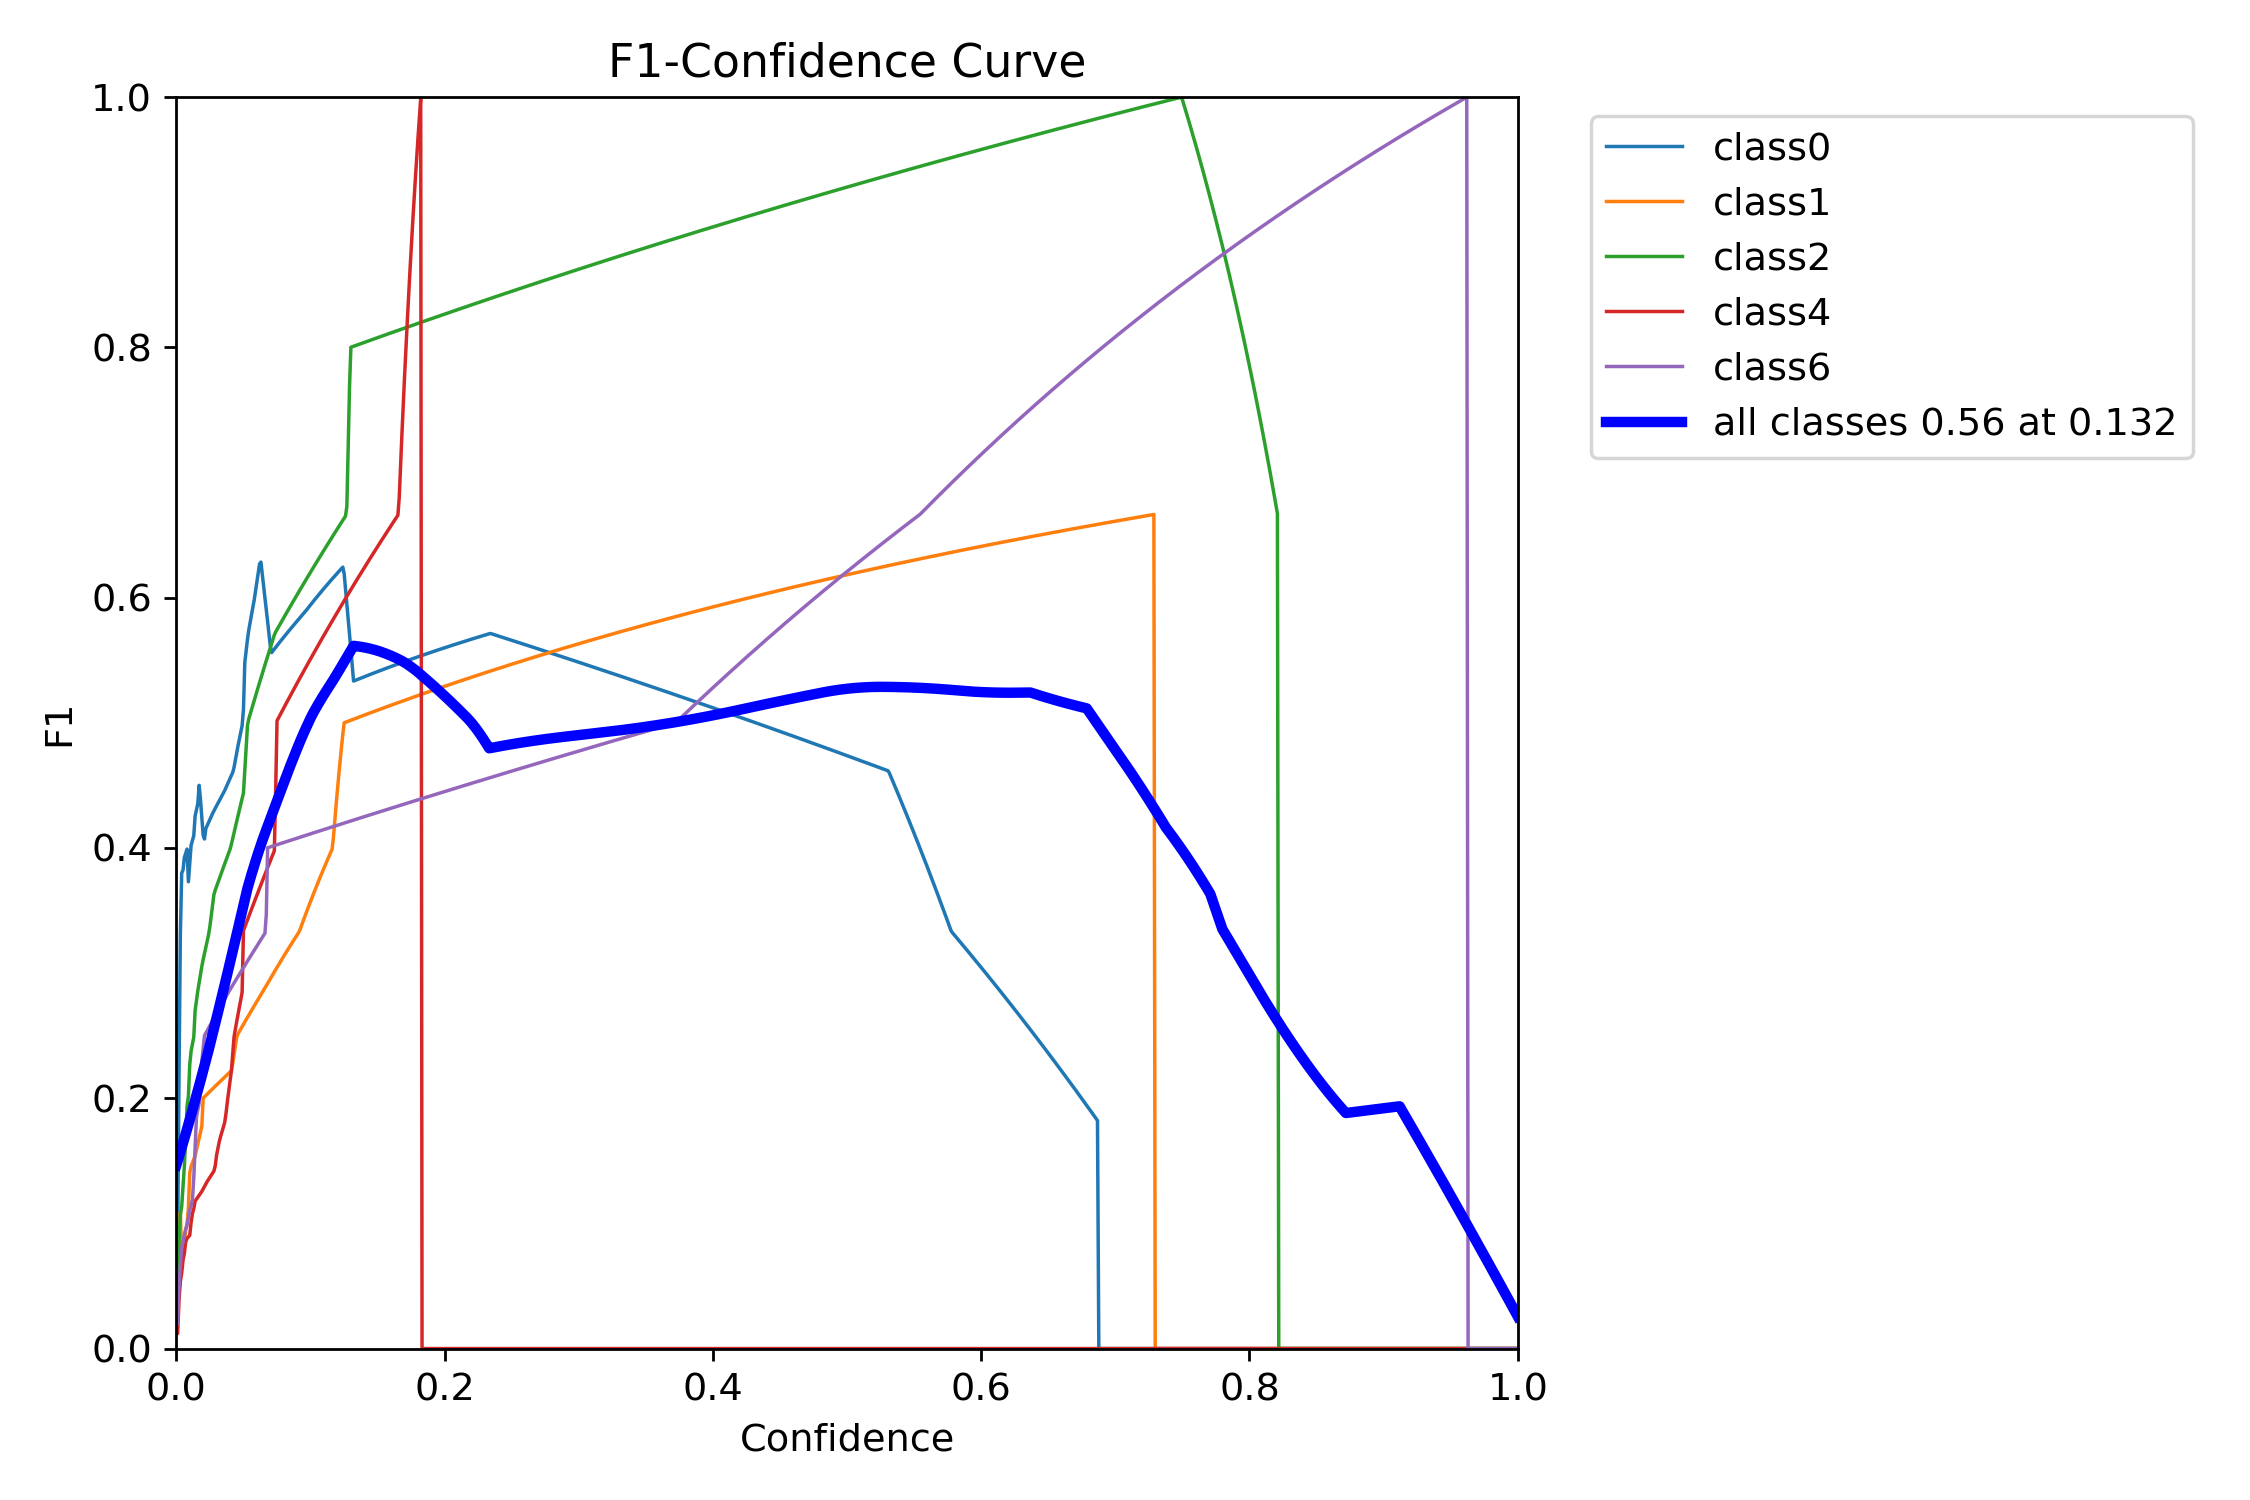 F1-Confidence Curve
1.0
0.8
0.6
0.4
0.2
0.0
F1
0.0 0.2 0.4 0.6 0.8 1.0
Confidence
class0
class1
class2
class4
class6
all classes 0.56 at 0.132